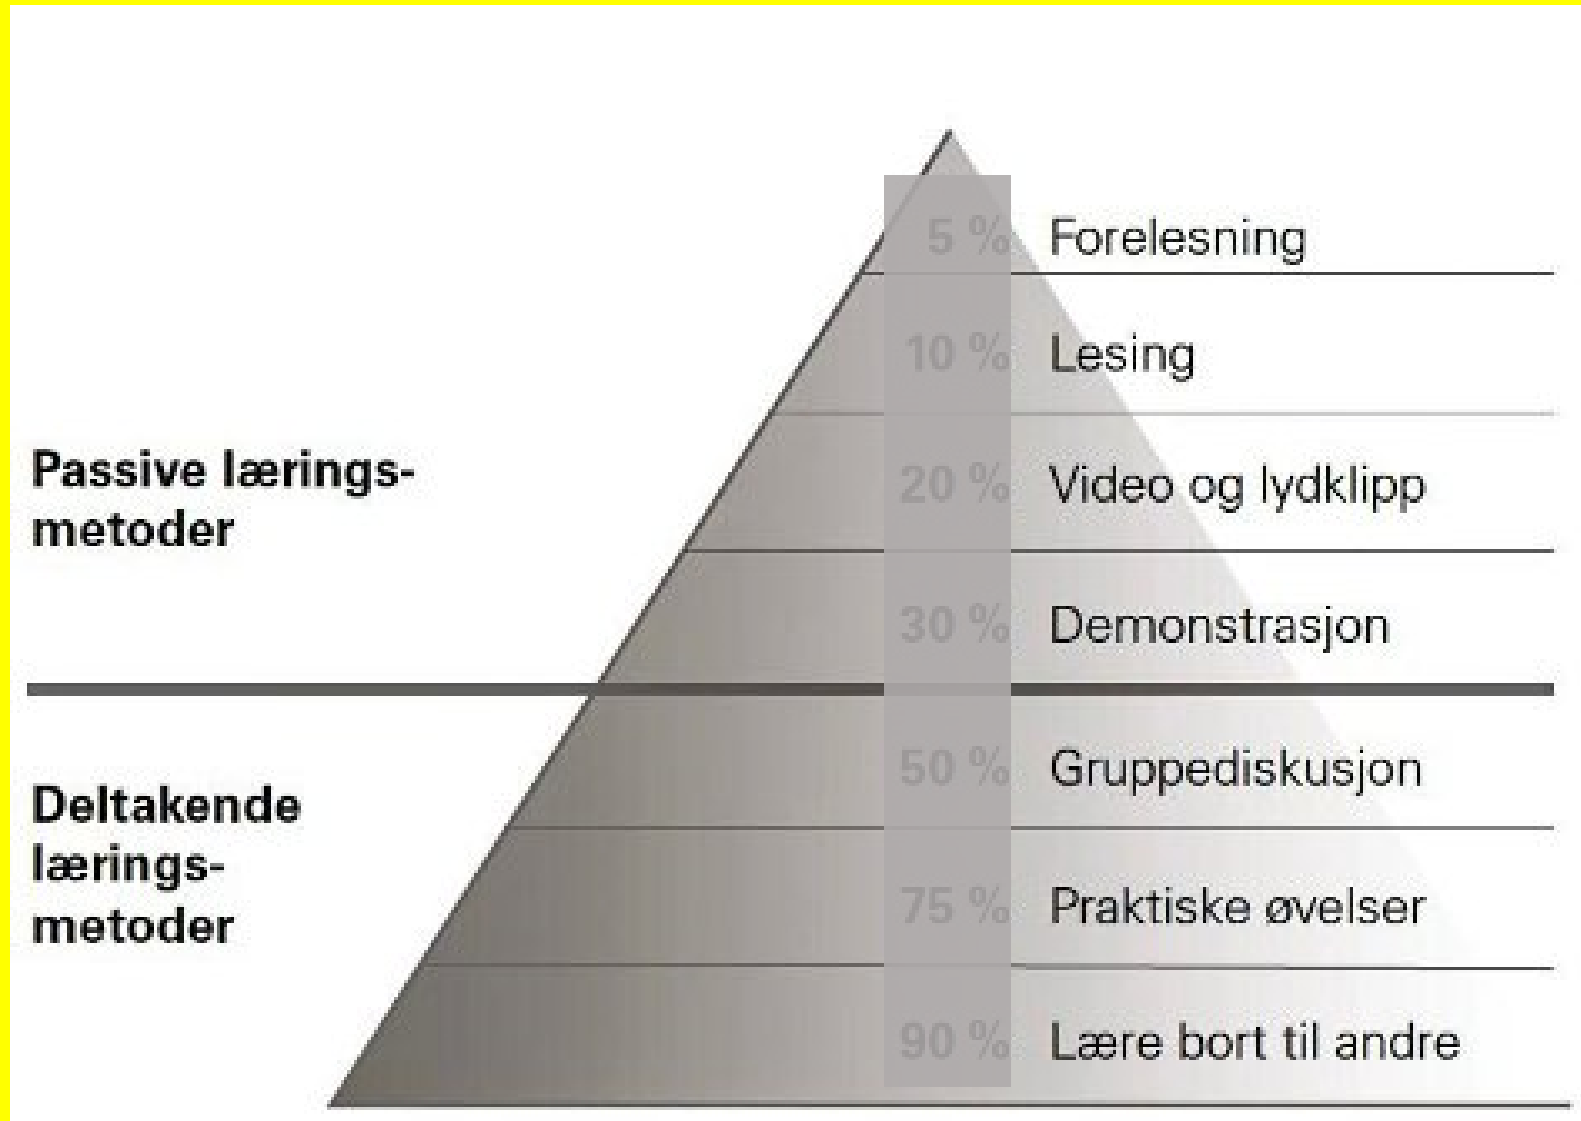 5 % Forelesning
10 % Lesing
20 % Video og lydklipp
30 % Demonstrasjon
Passive lærings-
metoder
50 % Gruppediskusjon
75 % Praktiske øvelser
90 % Lære bort til andre
Deltakende
lærings-
metoder